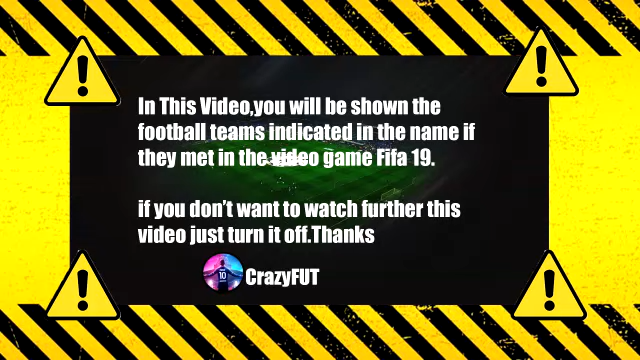 In This Video,you will be shown the
football teams indicated in the name if
they met in the video game Fifa 19.
if you don't want to watch further this
video just turn it off.Thanks
10
CrazyFUT